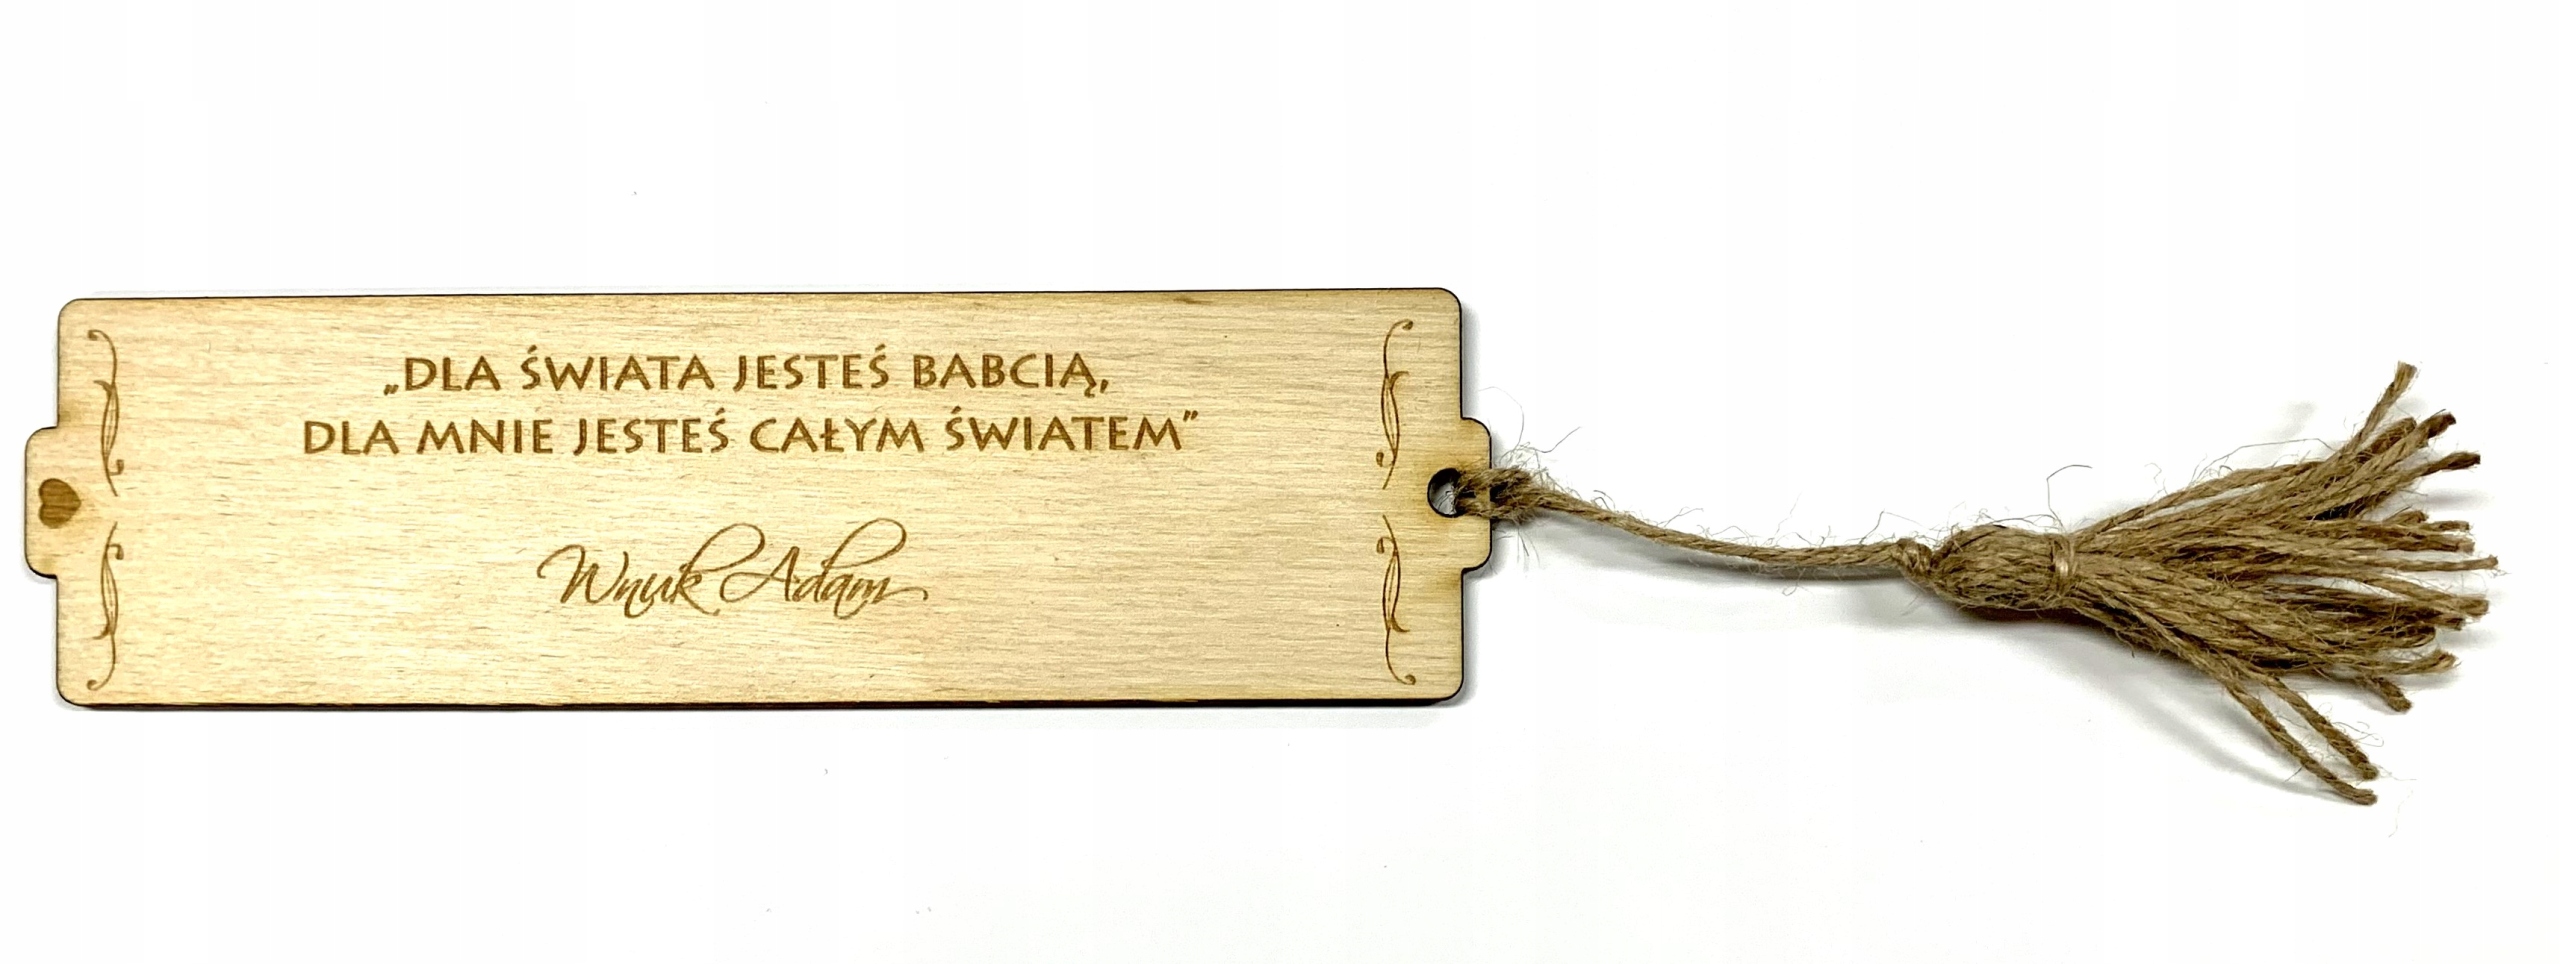 „DLA ŚWIATA JESTEŚ BABCIĄ,
DLA MNIE JESTEŚ CAŁYM ŚWIATEM”
Wnuk Adam